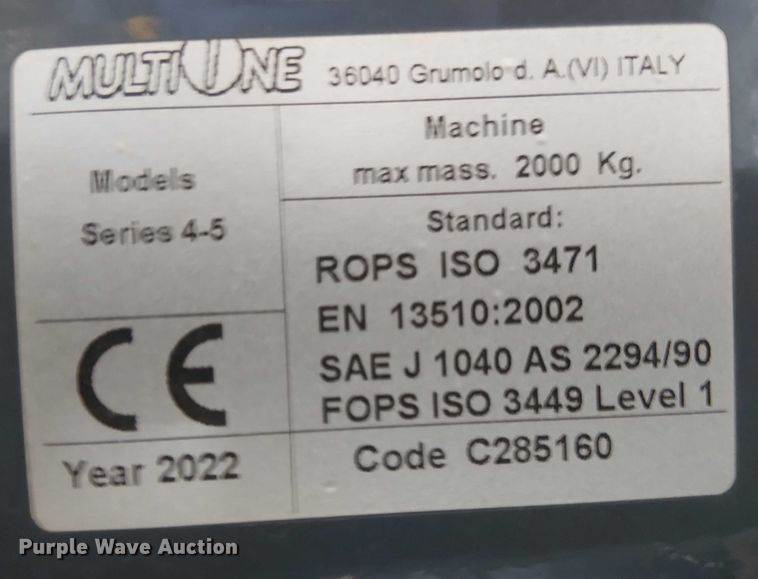 MULTIONE 36040 Grumolo d. A.(VI) ITALY
Models
Series 4-5
Machine
max mass. 2000 Kg.
Standard:
ROPS ISO 3471
EN 13510:2002
SAE J 1040 AS 2294/90
FOPS ISO 3449 Level 1
CE
Year 2022
Code C285160
Purple Wave Auction